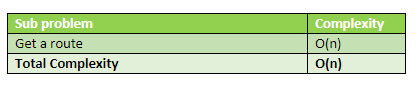 Sub problem Complexity
Get a route O(n)
Total Complexity O(n)